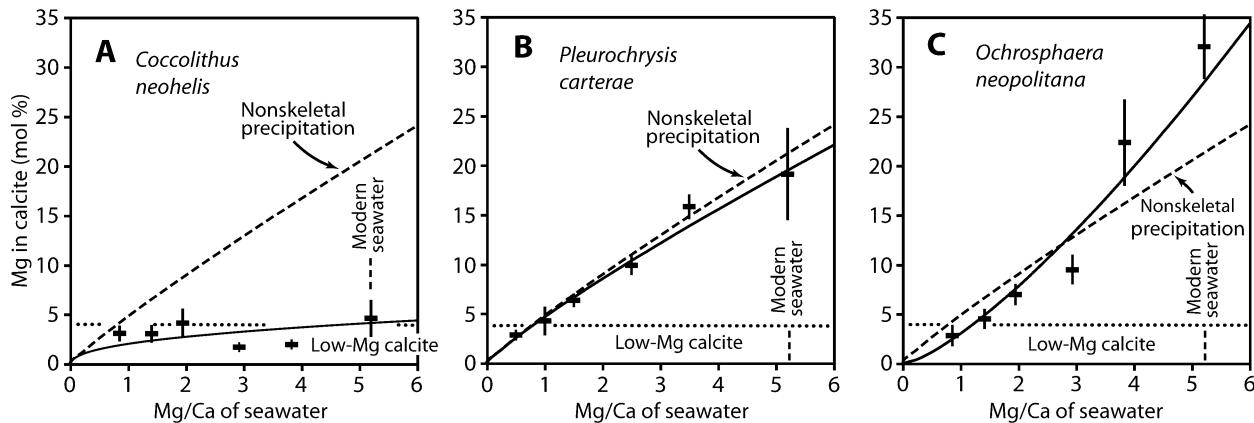 Mg in calcite (mol %)
35
30
25
20
15
10
5
0
A
Coccolithus
neohelis
Nonskeletal
precipitation
Modern
seawater
Low-Mg calcite
0 1 2 3 4 5 6
Mg/Ca of seawater
35
30
25
20
15
10
5
0
B
Pleurochrysis
carterae
Nonskeletal
precipitation
Modern
seawater
Low-Mg calcite
0 1 2 3 4 5 6
Mg/Ca of seawater
35
30
25
20
15
10
5
0
C
Ochrosphaera
neopolitana
Nonskeletal
precipitation
Modern
seawater
Low-Mg calcite
0 1 2 3 4 5 6
Mg/Ca of seawater